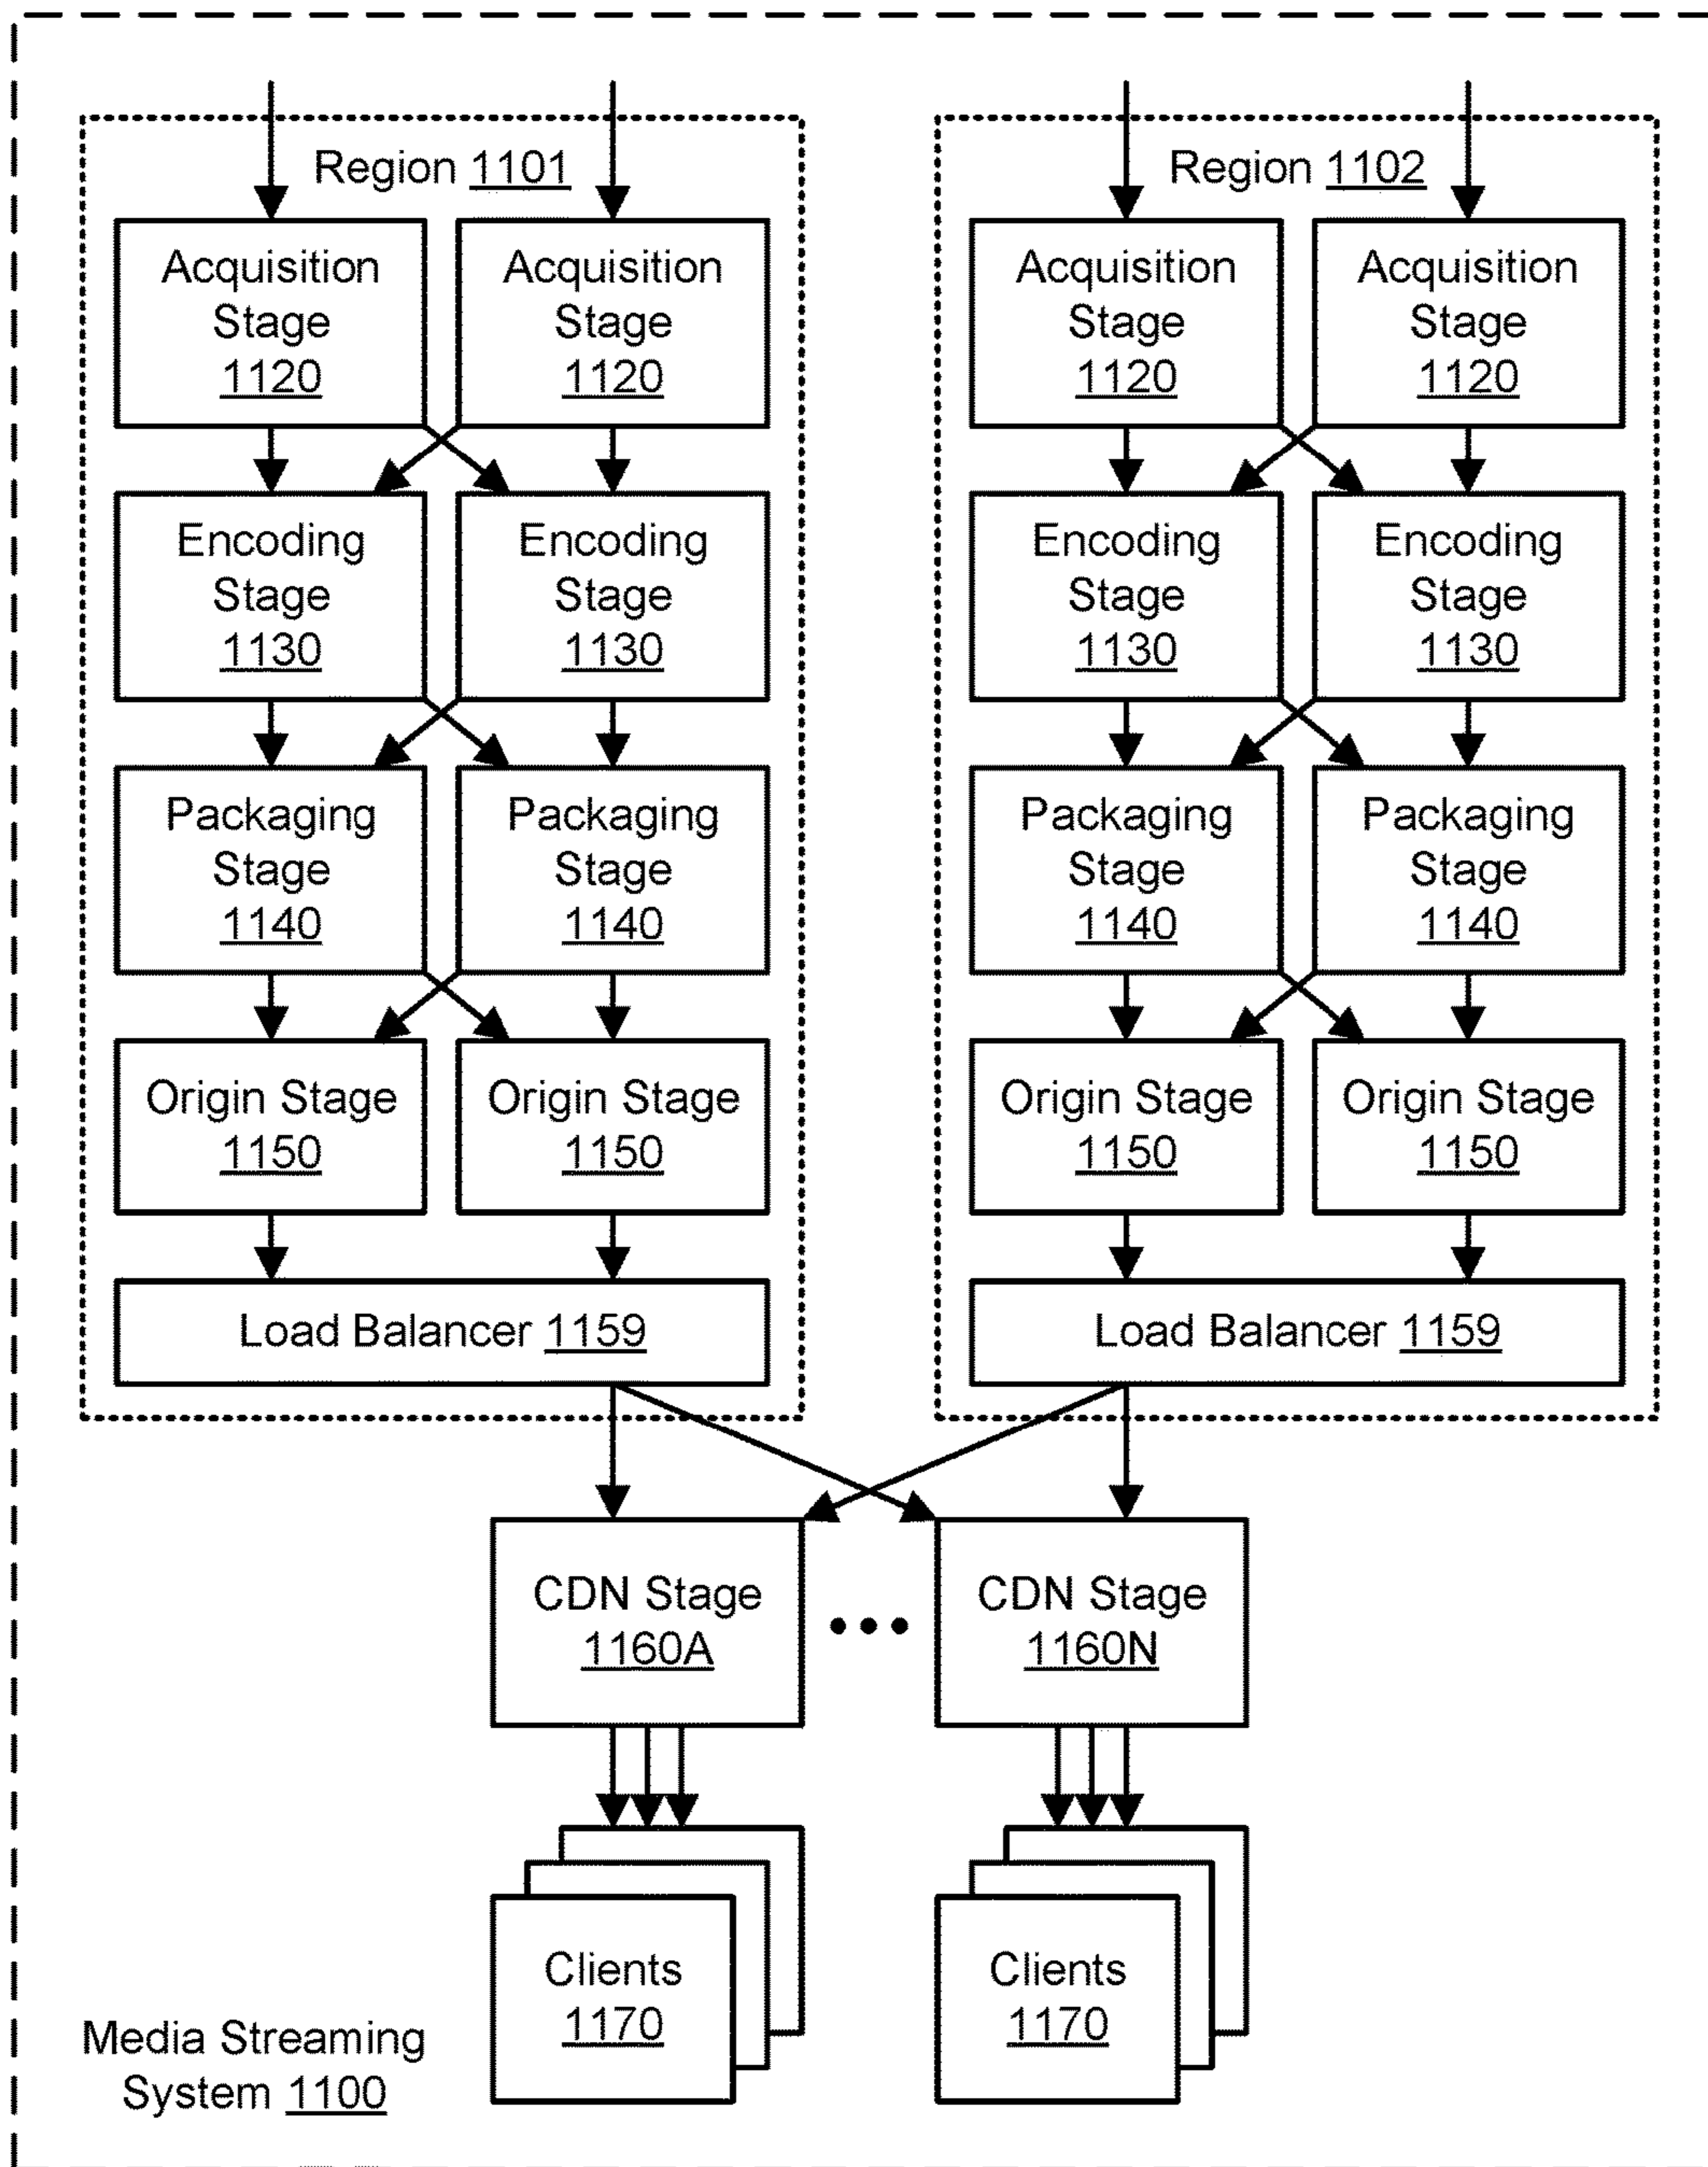 Region 1101
Region 1102
Acquisition
Stage
1120
Acquisition
Stage
1120
Acquisition
Stage
1120
Acquisition
Stage
1120
Encoding
Stage
1130
Encoding
Stage
1130
Encoding
Stage
1130
Encoding
Stage
1130
Packaging
Stage
1140
Packaging
Stage
1140
Packaging
Stage
1140
Packaging
Stage
1140
Origin Stage
1150
Origin Stage
1150
Origin Stage
1150
Origin Stage
1150
Load Balancer 1159
Load Balancer 1159
CDN Stage
1160A
CDN Stage
1160N
Clients
1170
Clients
1170
Media Streaming
System 1100